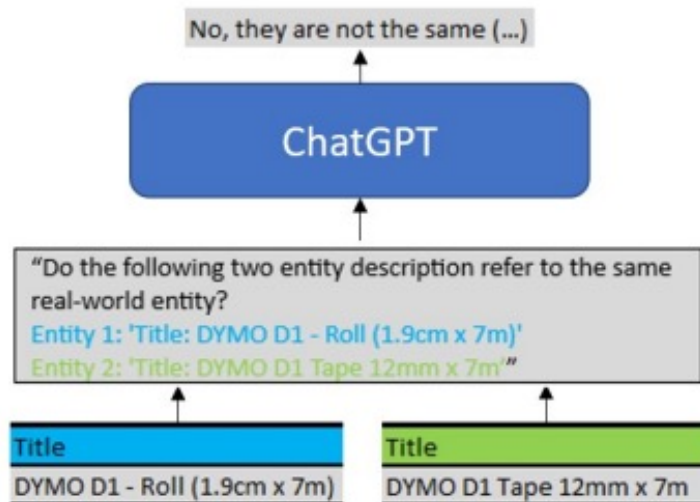 No, they are not the same (...)
ChatGPT
“Do the following two entity description refer to the same
real-world entity?
Entity 1: 'Title: DYMO D1 - Roll (1.9cm x 7m)'
Entity 2: 'Title: DYMO D1 Tape 12mm x 7m'”
Title
DYMO D1 - Roll (1.9cm x 7m)
Title
DYMO D1 Tape 12mm x 7m